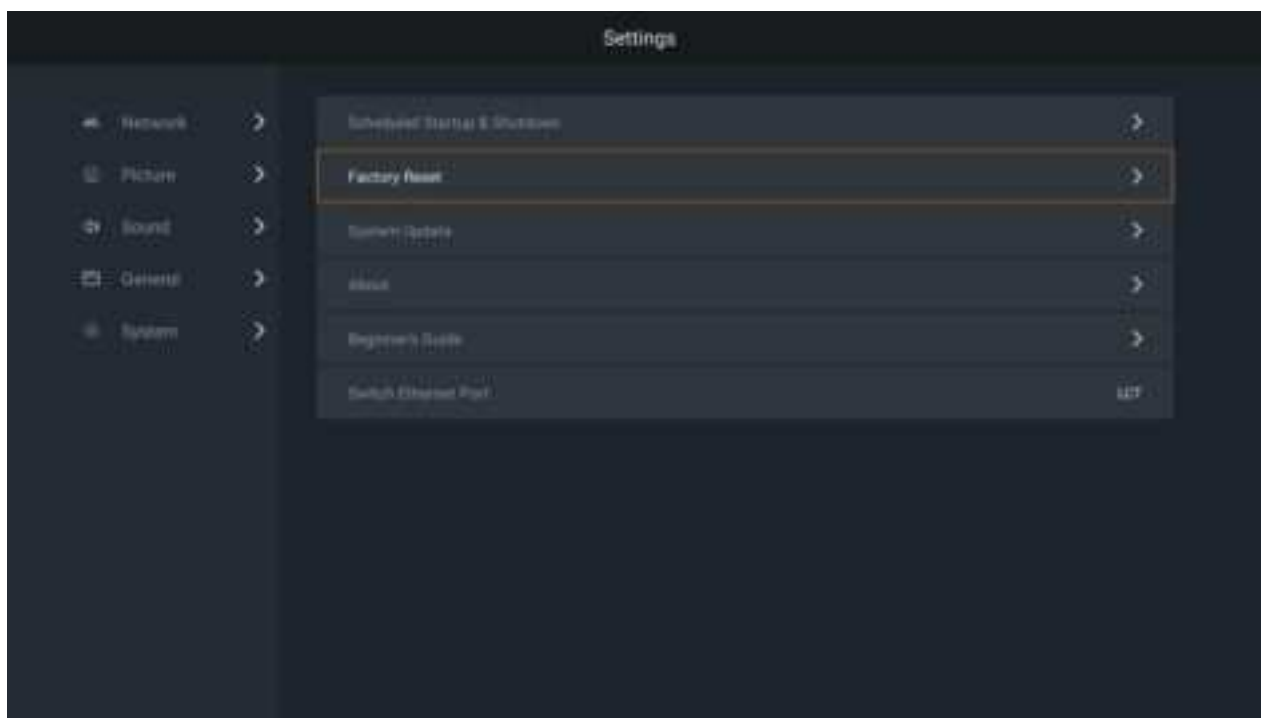 Settings
Network
Picture
Sound
General
System
Scheduled Startup & Shutdown
Factory Reset
System Update
About
Beginner's Guide
Switch Ethernet Port